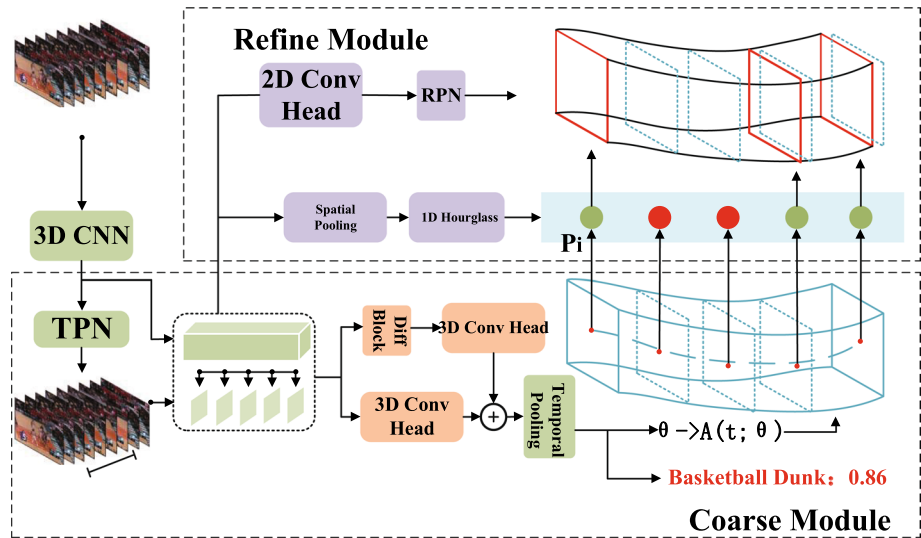 Refine Module
2D Conv
Head
RPN
Spatial
Pooling
1D Hourglass
Pi
3D CNN
TPN
Diff
Block
3D Conv Head
3D Conv
Head
+
Temporal
Pooling
θ->A(t; θ)
Basketball Dunk: 0.86
Coarse Module